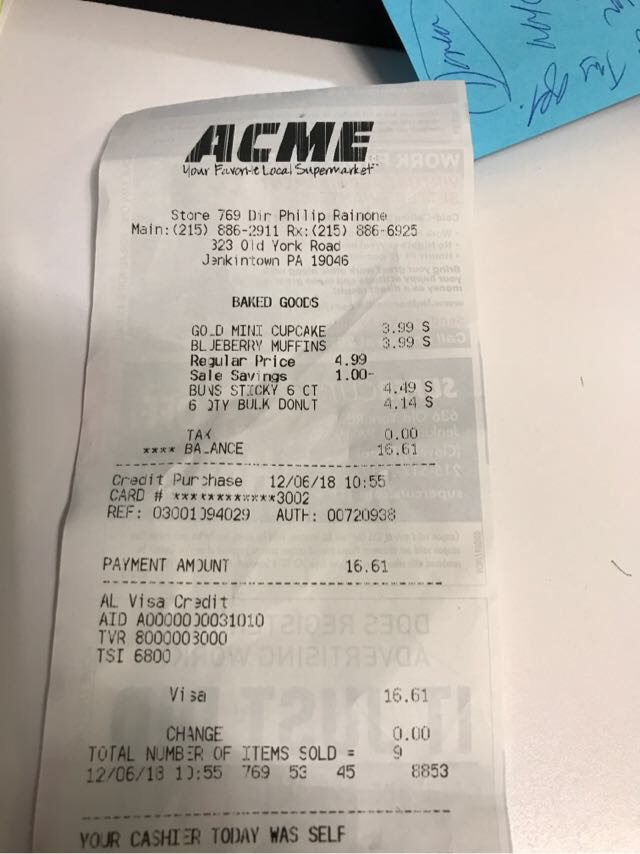 ACME
Your Favorite Local Supermarket
Store 769 Dir Philip Rainone
Main:(215) 886-2911 Rx:(215) 886-6925
323 Old York Road
Jenkintown PA 19046
BAKED GOODS
GOLD MINI CUPCAKE 3.99 S
BLUEBERRY MUFFINS 3.99 S
Regular Price 4.99
Sale Savings 1.00-
BUNS STICKY 6 CT 4.49 S
6 QTY BULK DONUT 4.14 S
TAX 0.00
**** BALANCE 16.61
Credit Purchase 12/06/18 10:55
CARD # ************3002
REF: 03001094029 AUTH: 00720938
PAYMENT AMOUNT 16.61
AL Visa Credit
AID A0000000031010
TVR 8000003000
TSI 6800
Visa 16.61
CHANGE 0.00
TOTAL NUMBER OF ITEMS SOLD = 9
12/06/18 10:55 769 53 45 8853
YOUR CASHIER TODAY WAS SELF